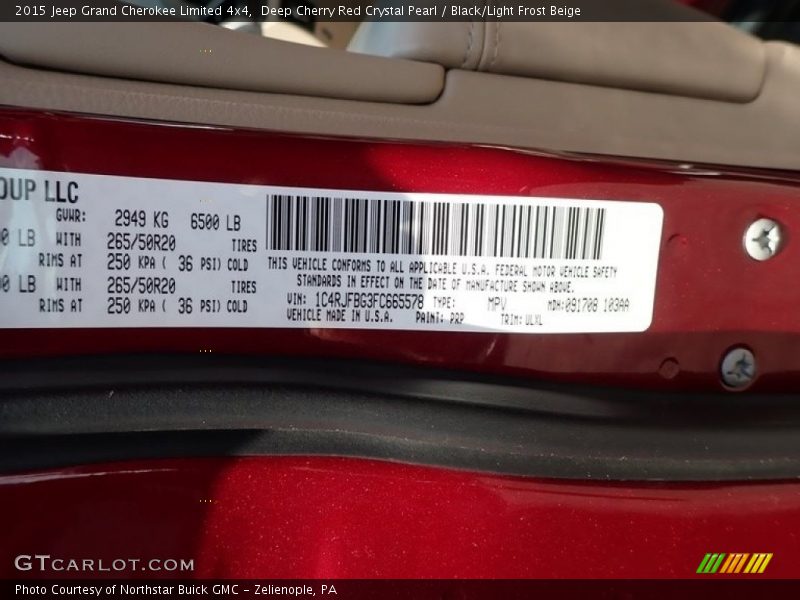 2015 Jeep Grand Cherokee Limited 4x4, Deep Cherry Red Crystal Pearl / Black/Light Frost Beige
OUP LLC
GVWR: 2949 KG 6500 LB
0 LB WITH 265/50R20 TIRES
RIMS AT 250 KPA ( 36 PSI) COLD
00 LB WITH 265/50R20 TIRES
RIMS AT 250 KPA ( 36 PSI) COLD
THIS VEHICLE CONFORMS TO ALL APPLICABLE U.S.A. FEDERAL MOTOR VEHICLE SAFETY
STANDARDS IN EFFECT ON THE DATE OF MANUFACTURE SHOWN ABOVE.
VIN: 1C4RJFBG3FC665578 TYPE: MPV MDH:091708 103AA
VEHICLE MADE IN U.S.A. PAINT: PRP TRIM: ULXL
GTCARLOT.COM
Photo Courtesy of Northstar Buick GMC - Zelienople, PA